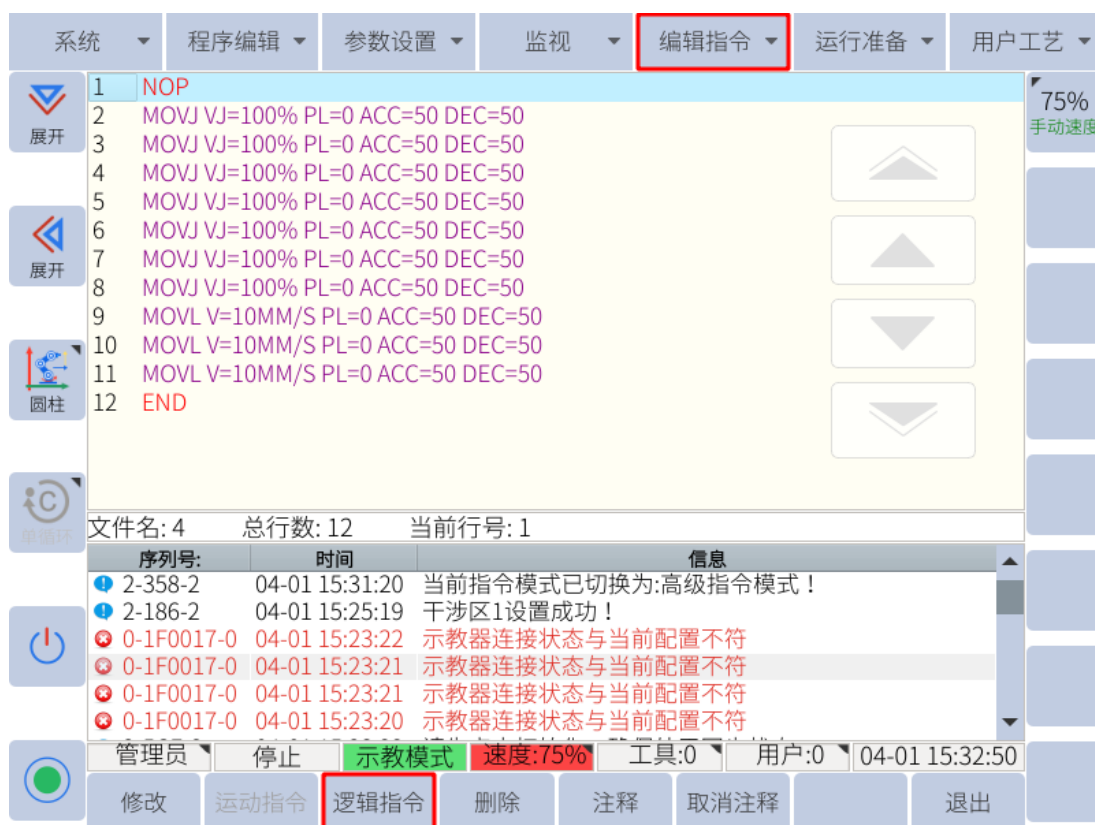 系统 程序编辑 参数设置 监视 编辑指令 运行准备 用户工艺
展开
展开
圆柱
单循环
1 NOP
2 MOVJ VJ=100% PL=0 ACC=50 DEC=50
3 MOVJ VJ=100% PL=0 ACC=50 DEC=50
4 MOVJ VJ=100% PL=0 ACC=50 DEC=50
5 MOVJ VJ=100% PL=0 ACC=50 DEC=50
6 MOVJ VJ=100% PL=0 ACC=50 DEC=50
7 MOVJ VJ=100% PL=0 ACC=50 DEC=50
8 MOVJ VJ=100% PL=0 ACC=50 DEC=50
9 MOVL V=10MM/S PL=0 ACC=50 DEC=50
10 MOVL V=10MM/S PL=0 ACC=50 DEC=50
11 MOVL V=10MM/S PL=0 ACC=50 DEC=50
12 END
75%
手动速度
文件名: 4 总行数: 12 当前行号: 1
序列号: 时间 信息
2-358-2 04-01 15:31:20 当前指令模式已切换为:高级指令模式！
2-186-2 04-01 15:25:19 干涉区1设置成功！
0-1F0017-0 04-01 15:23:22 示教器连接状态与当前配置不符
0-1F0017-0 04-01 15:23:21 示教器连接状态与当前配置不符
0-1F0017-0 04-01 15:23:21 示教器连接状态与当前配置不符
0-1F0017-0 04-01 15:23:20 示教器连接状态与当前配置不符
管理员 停止 示教模式 速度:75% 工具:0 用户:0 04-01 15:32:50
修改 运动指令 逻辑指令 删除 注释 取消注释 退出